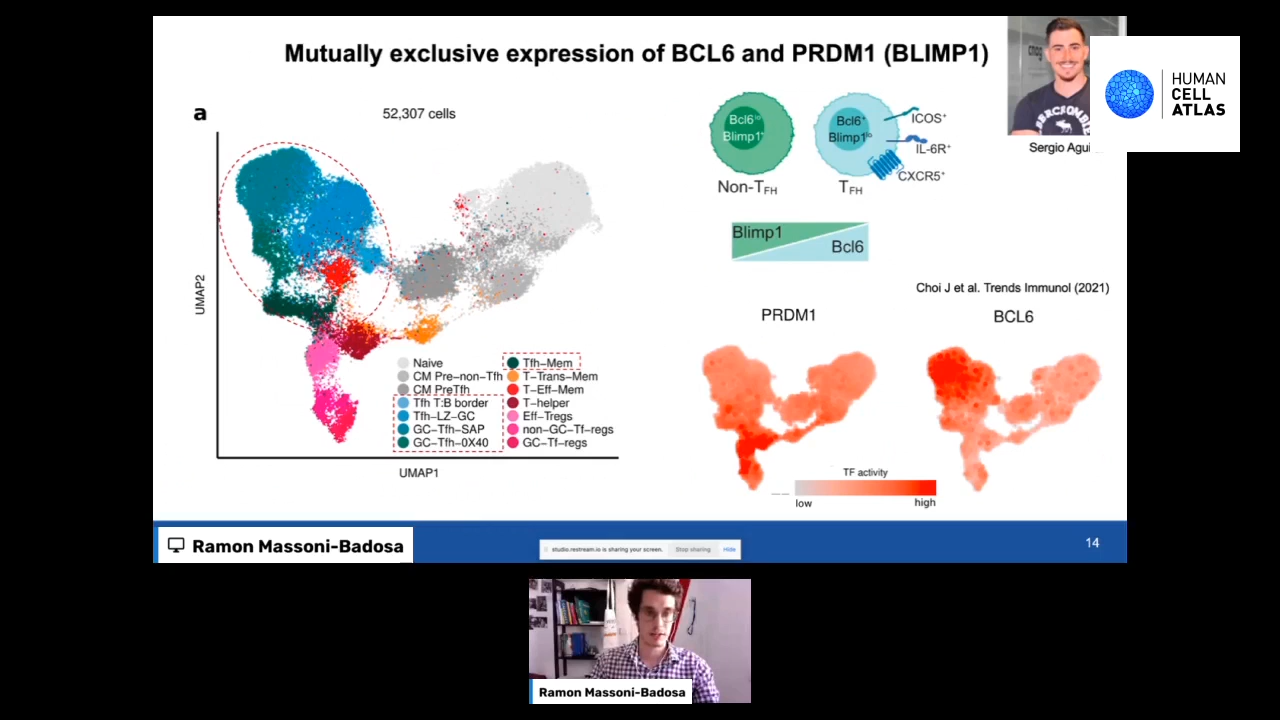 Mutually exclusive expression of BCL6 and PRDM1 (BLIMP1)
HUMAN
CELL
ATLAS
Sergio
a
52,307 cells
Bcl6ˡᵒ
Blimp1⁺
Non-TFH
Bcl6⁺
Blimp1ˡᵒ
ICOS⁺
IL-6R⁺
CXCR5⁺
TFH
Blimp1
Bcl6
Choi J et al. Trends Immunol (2021)
UMAP2
UMAP1
Naive
CM Pre-non-Tfh
CM PreTfh
Tfh T:B border
Tfh-LZ-GC
GC-Tfh-SAP
GC-Tfh-0X40
Tfh-Mem
T-Trans-Mem
T-Eff-Mem
T-helper
Eff-Tregs
non-GC-Tf-regs
GC-Tf-regs
PRDM1
BCL6
TF activity
low
high
Ramon Massoni-Badosa
studio.restream.io is sharing your screen.
Stop sharing
Hide
14
Ramon Massoni-Badosa